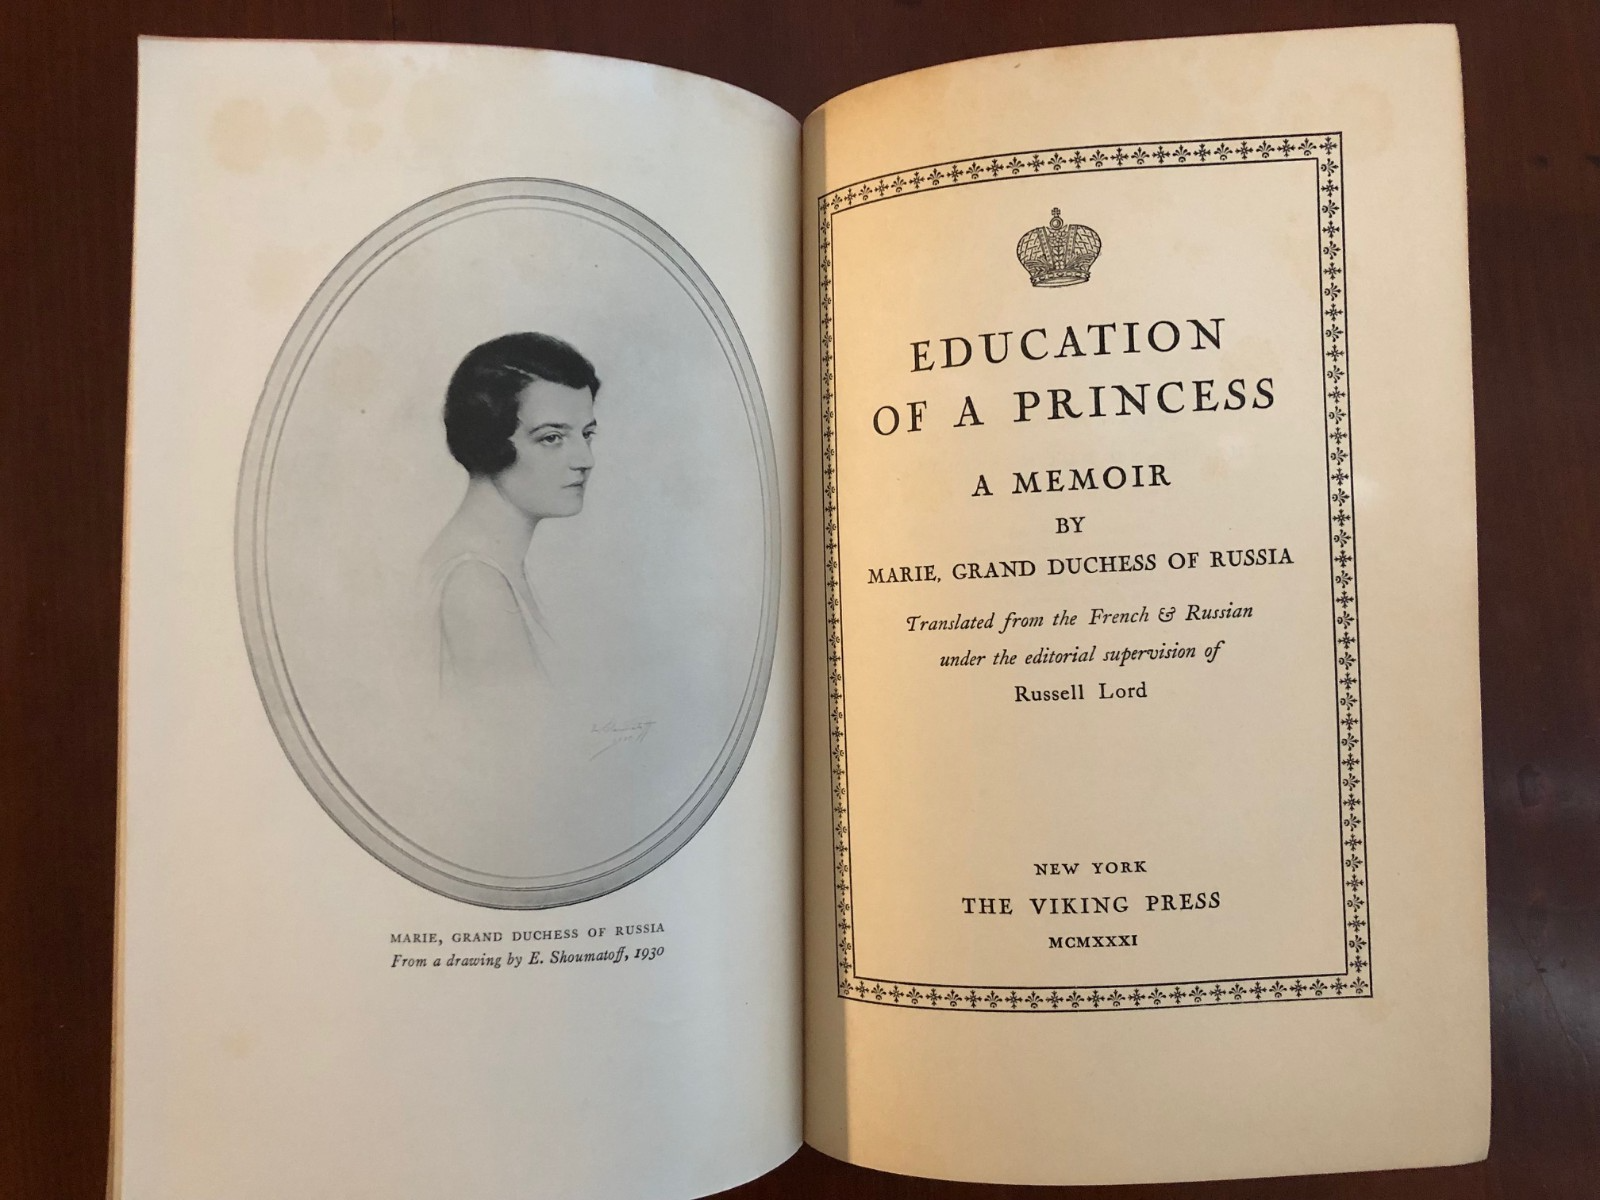 MARIE, GRAND DUCHESS OF RUSSIA
From a drawing by E. Shoumatoff, 1930
EDUCATION
OF A PRINCESS
A MEMOIR
BY
MARIE, GRAND DUCHESS OF RUSSIA
Translated from the French & Russian
under the editorial supervision of
Russell Lord
NEW YORK
THE VIKING PRESS
MCMXXXI